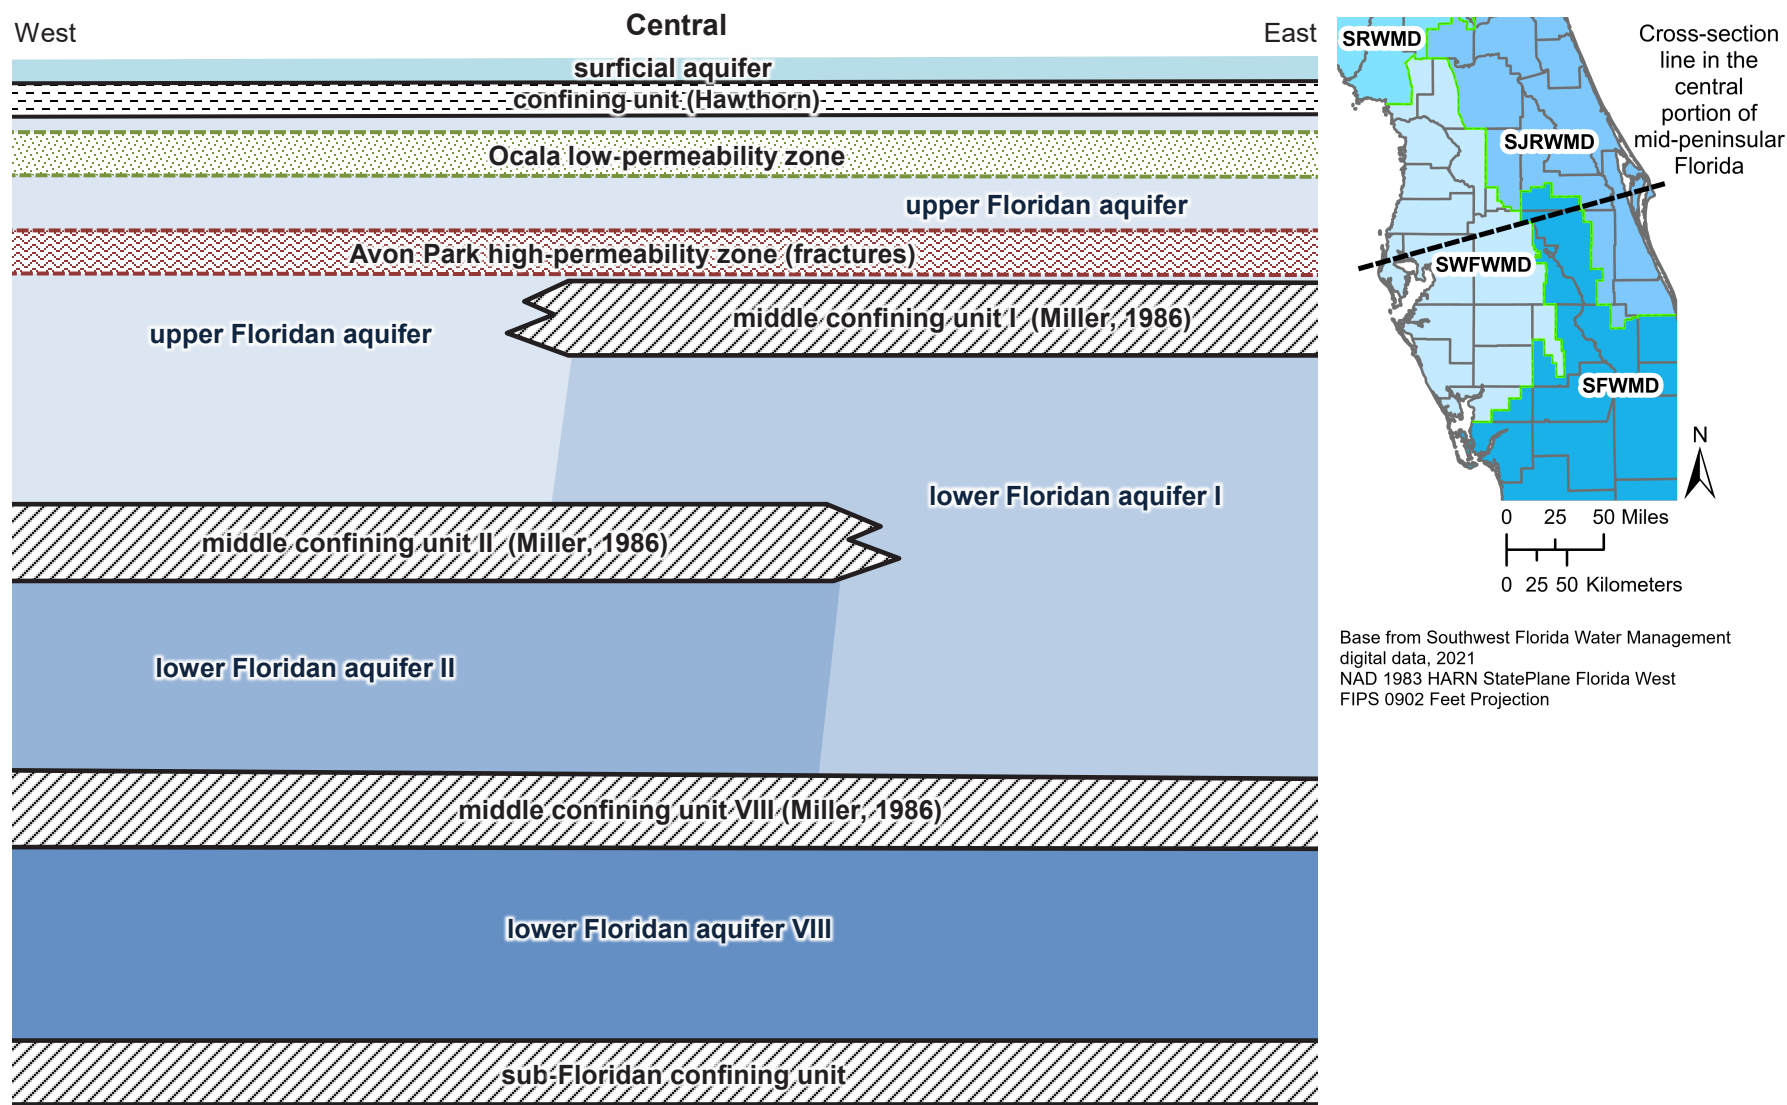 West
Central
East
surficial aquifer
confining unit (Hawthorn)
Ocala low-permeability zone
upper Floridan aquifer
Avon Park high-permeability zone (fractures)
middle confining unit I (Miller, 1986)
upper Floridan aquifer
lower Floridan aquifer I
middle confining unit II (Miller, 1986)
lower Floridan aquifer II
middle confining unit VIII (Miller, 1986)
lower Floridan aquifer VIII
sub-Floridan confining unit
SRWMD
Cross-section
line in the
central
portion of
mid-peninsular
Florida
SJRWMD
SWFWMD
SFWMD
N
0 25 50 Miles
0 25 50 Kilometers
Base from Southwest Florida Water Management
digital data, 2021
NAD 1983 HARN StatePlane Florida West
FIPS 0902 Feet Projection